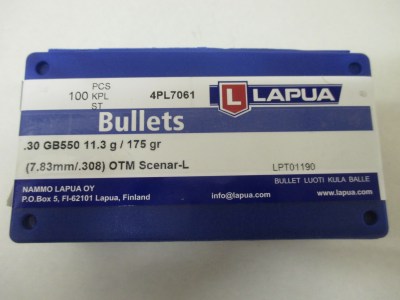 100 PCS KPL ST
4PL7061
L LAPUA
Bullets
.30 GB550 11.3 g / 175 gr
(7.83mm/.308) OTM Scenar-L
LPT01190
BULLET LUOTI KULA BALLE
NAMMO LAPUA OY
P.O.Box 5, FI-62101 Lapua, Finland
info@lapua.com
www.lapua.com